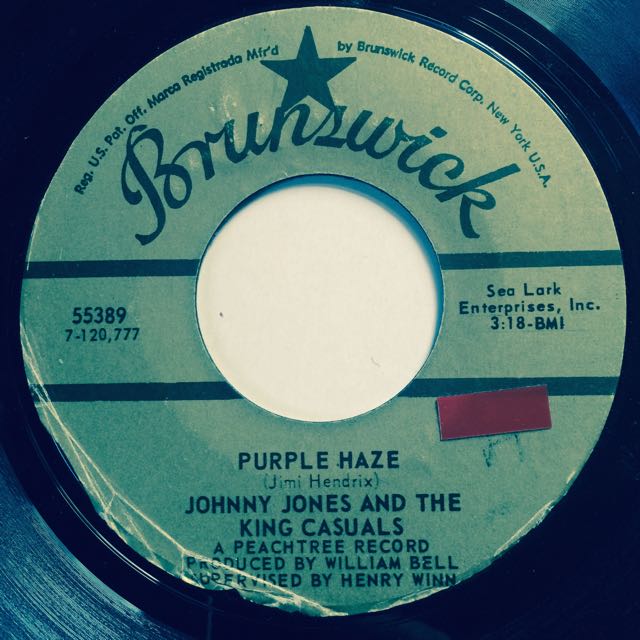 Reg. U.S. Pat. Off. Marca Registrada Mfr'd by Brunswick Record Corp. New York U.S.A.
Brunswick
55389
7-120,777
Sea Lark
Enterprises, Inc.
3:18-BMI
PURPLE HAZE
(Jimi Hendrix)
JOHNNY JONES AND THE
KING CASUALS
A PEACHTREE RECORD
PRODUCED BY WILLIAM BELL
SUPERVISED BY HENRY WINN